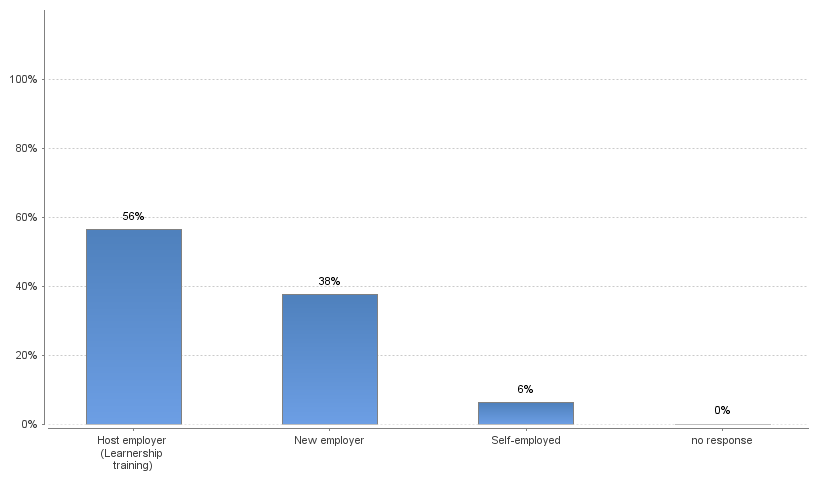 100%
80%
60%
40%
20%
0%
56%
38%
6%
0%
Host employer
(Learnership
training)
New employer
Self-employed
no response